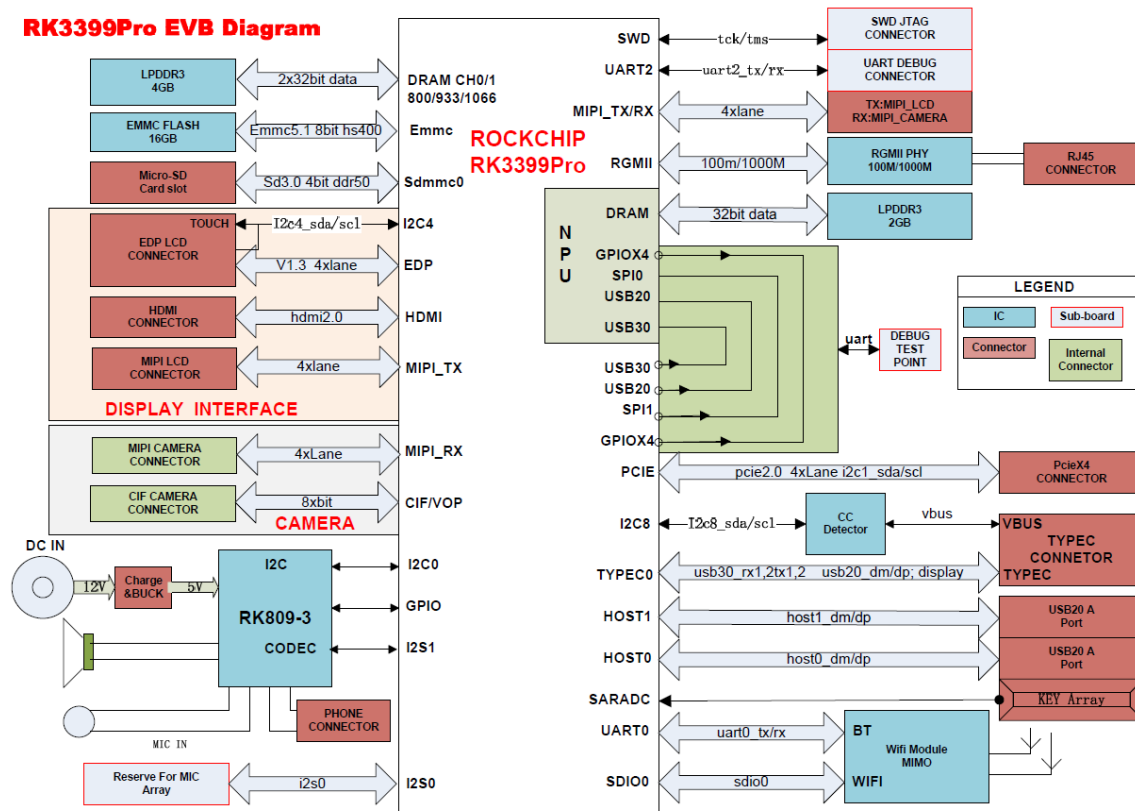 RK3399Pro EVB Diagram
LPDDR3
4GB
2x32bit data
DRAM CH0/1
800/933/1066
EMMC FLASH
16GB
Emmc5.1 8bit hs400
Emmc
Micro-SD
Card slot
Sd3.0 4bit ddr50
Sdmmc0
ROCKCHIP
RK3399Pro
TOUCH
EDP LCD
CONNECTOR
I2c4_sda/scl
I2C4
V1.3 4xlane
EDP
HDMI
CONNECTOR
hdmi2.0
HDMI
MIPI LCD
CONNECTOR
4xlane
MIPI_TX
DISPLAY INTERFACE
MIPI CAMERA
CONNECTOR
4xLane
MIPI_RX
CIF CAMERA
CONNECTOR
8xbit
CIF/VOP
CAMERA
DC IN
12V
Charge
&BUCK
5V
I2C
RK809-3
CODEC
I2C0
GPIO
I2S1
PHONE
CONNECTOR
MIC IN
Reserve For MIC
Array
i2s0
I2S0
SWD
tck/tms
SWD JTAG
CONNECTOR
UART2
uart2_tx/rx
UART DEBUG
CONNECTOR
MIPI_TX/RX
4xlane
TX:MIPI_LCD
RX:MIPI_CAMERA
RGMII
100m/1000M
RGMII PHY
100M/1000M
RJ45
CONNECTOR
NPU
DRAM
32bit data
LPDDR3
2GB
GPIOX4
SPI0
USB20
USB30
USB30
USB20
SPI1
GPIOX4
uart
DEBUG
TEST
POINT
LEGEND
IC
Sub-board
Connector
Internal
Connector
PCIE
pcie2.0 4xLane i2c1_sda/scl
PcieX4
CONNECTOR
I2C8
I2c8_sda/scl
CC
Detector
vbus
VBUS
TYPEC
CONNETOR
TYPEC
TYPEC0
usb30_rx1,2tx1,2 usb20_dm/dp; display
HOST1
host1_dm/dp
USB20 A
Port
HOST0
host0_dm/dp
USB20 A
Port
SARADC
KEY Array
UART0
uart0_tx/rx
BT
Wifi Module
MIMO
WIFI
SDIO0
sdio0